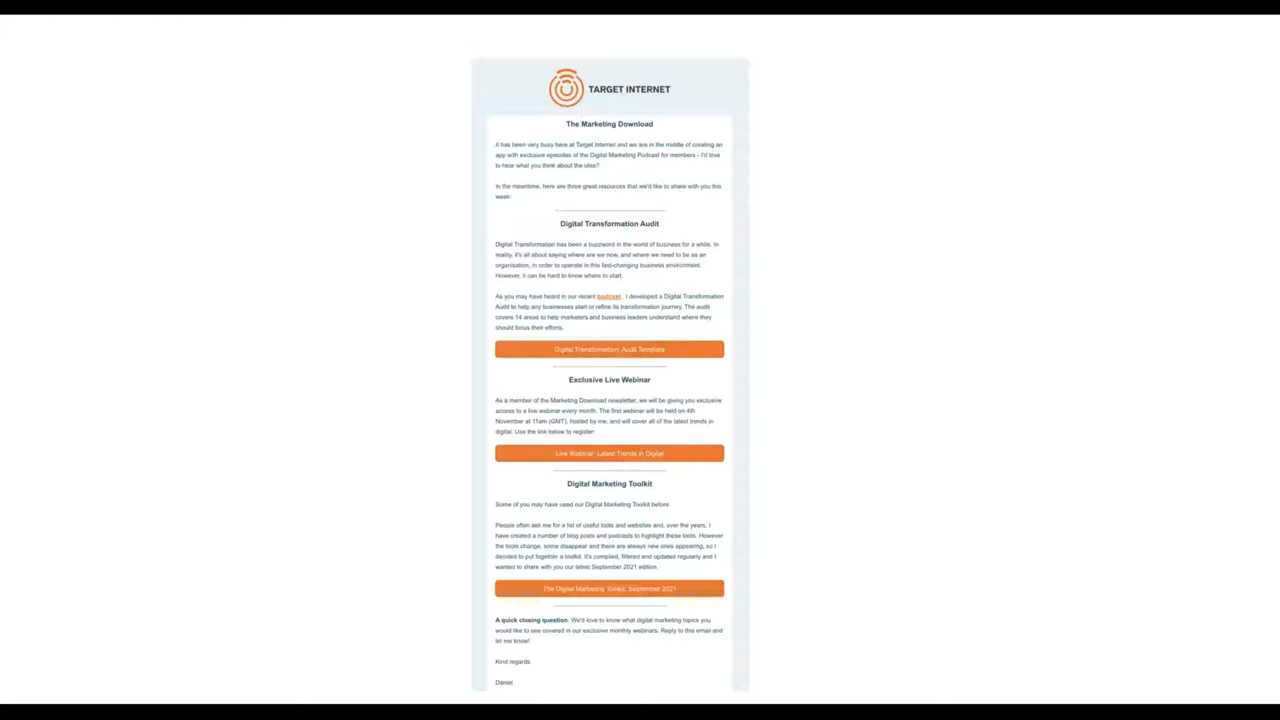 TARGET INTERNET
The Marketing Download
It has been very busy here at Target Internet and we are in the middle of creating an
app with exclusive episodes of the Digital Marketing Podcast for members - I'd love
to hear what you think about the idea?
In the meantime, here are three great resources that we'd like to share with you this
week:
Digital Transformation Audit
Digital Transformation has been a buzzword in the world of business for a while. In
reality, it's all about saying where are we now, and where we need to be as an
organisation, in order to operate in this fast-changing business environment.
However, it can be hard to know where to start.
As you may have heard in our recent podcast, I developed a Digital Transformation
Audit to help any businesses start or refine its transformation journey. The audit
covers 14 areas to help marketers and business leaders understand where they
should focus their efforts.
Digital Transformation: Audit Template
Exclusive Live Webinar
As a member of the Marketing Download newsletter, we will be giving you exclusive
access to a live webinar every month. The first webinar will be held on 4th
November at 11am (GMT), hosted by me, and will cover all of the latest trends in
digital. Use the link below to register:
Live Webinar: Latest Trends in Digital
Digital Marketing Toolkit
Some of you may have used our Digital Marketing Toolkit before.
People often ask me for a list of useful tools and websites and, over the years, I
have created a number of blog posts and podcasts to highlight these tools. However
the tools change, some disappear and there are always new ones appearing, so I
decided to put together a toolkit. It's compiled, filtered and updated regularly and I
wanted to share with you our latest September 2021 edition.
The Digital Marketing Toolkit: September 2021
A quick closing question: We'd love to know what digital marketing topics you
would like to see covered in our exclusive monthly webinars. Reply to this email and
let me know!
Kind regards
Daniel